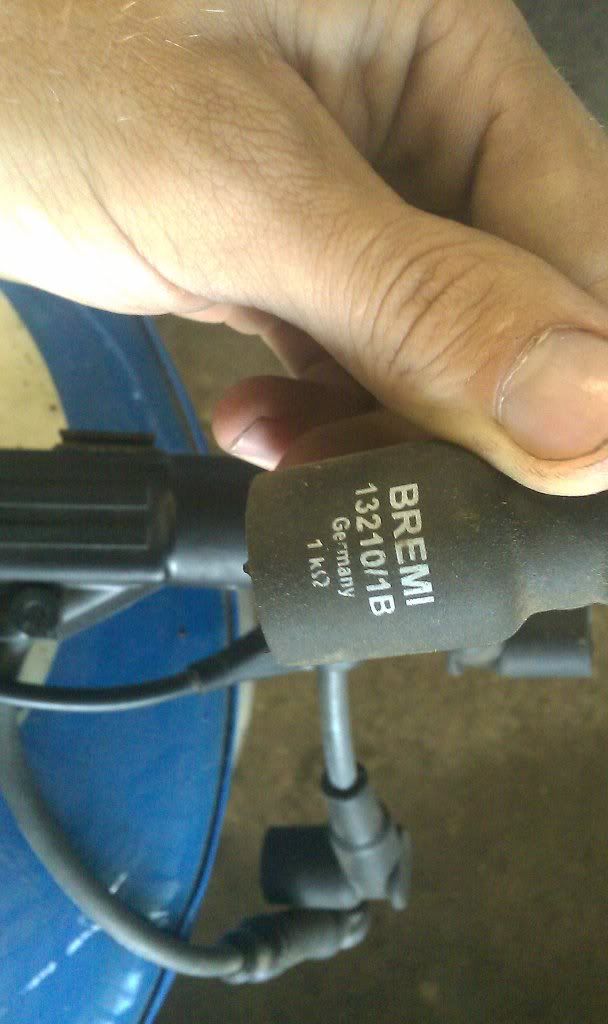 BREMI
13210/1B
Germany
1 kΩ